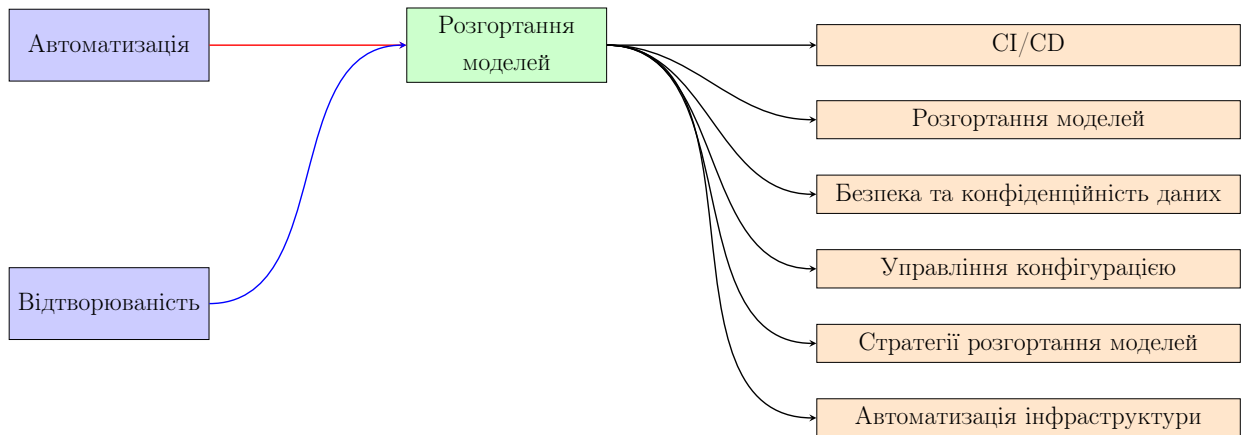 Автоматизація
Відтворюваність
Розгортання
моделей
CI/CD
Розгортання моделей
Безпека та конфіденційність даних
Управління конфігурацією
Стратегії розгортання моделей
Автоматизація інфраструктури